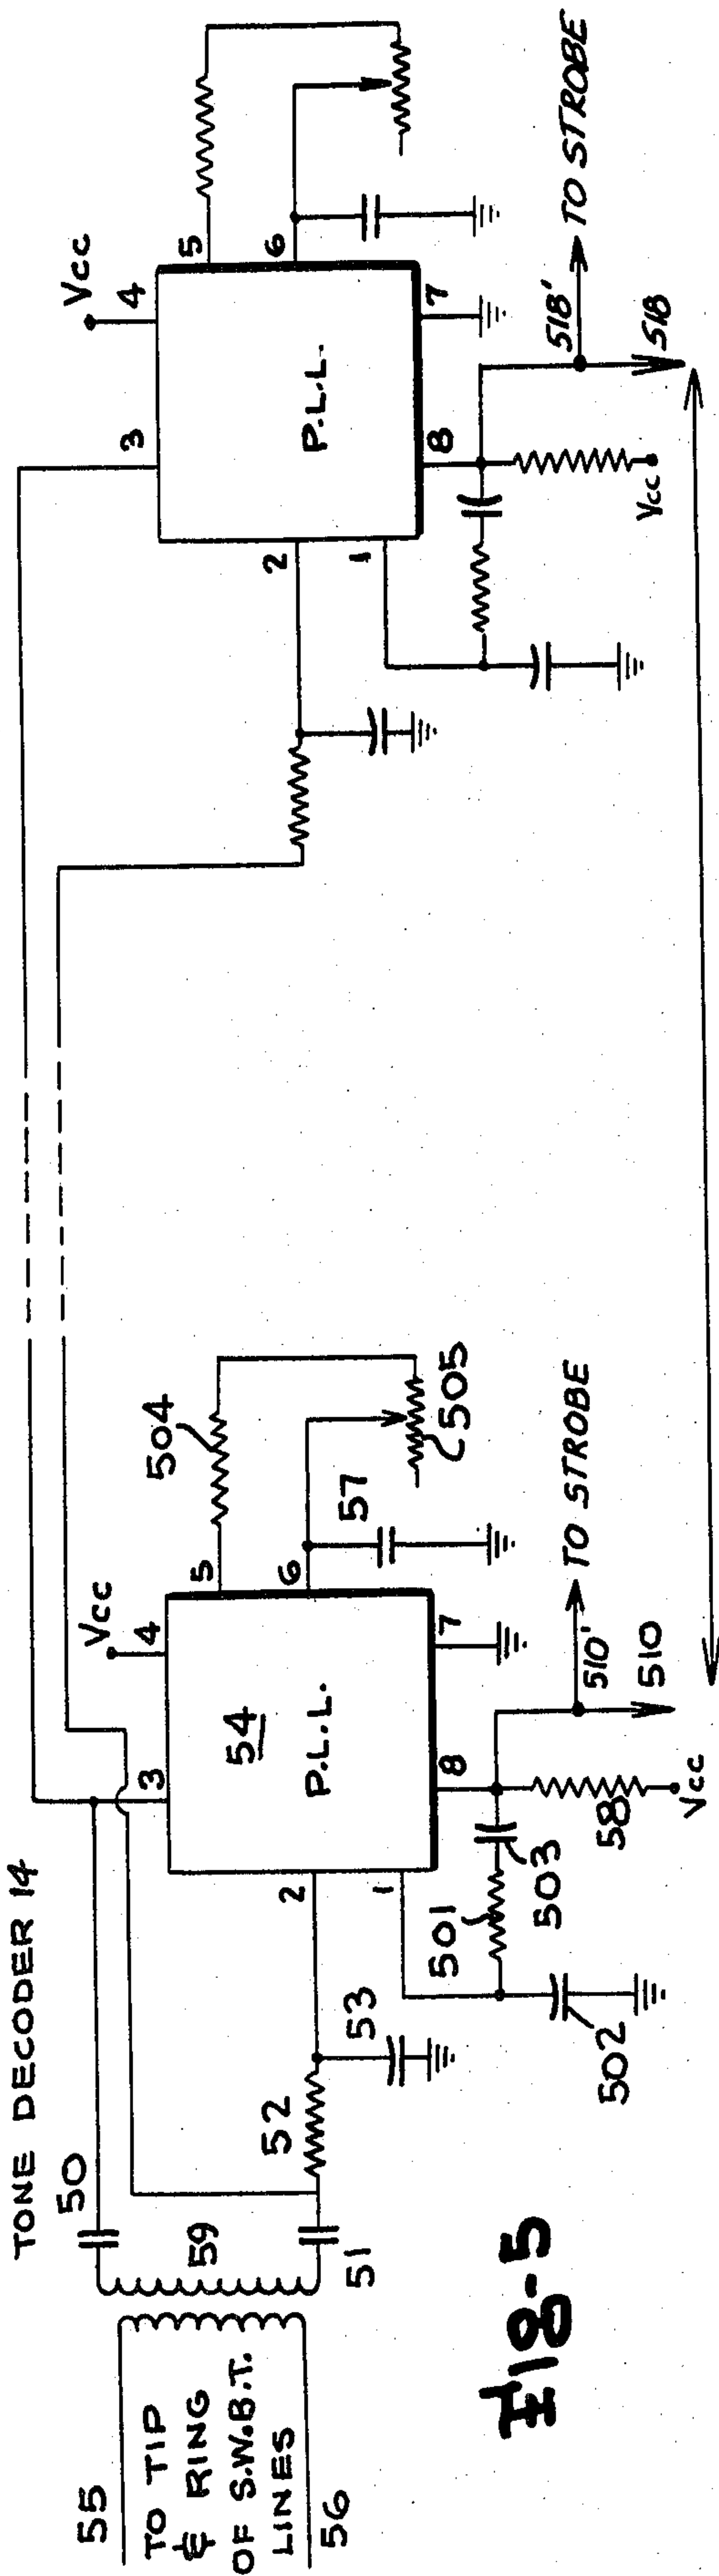 TONE DECODER 14
55
TO TIP
& RING
OF S.W.B.T.
LINES
56
50
59
51
52
53
Vcc
4
3
54
P.L.L.
2
1
5
6
7
8
504
505
57
501
503
502
58
Vcc
510'
TO STROBE
510
Vcc
4
3
P.L.L.
2
1
5
6
7
8
Vcc
518'
TO STROBE
518
Fig-5